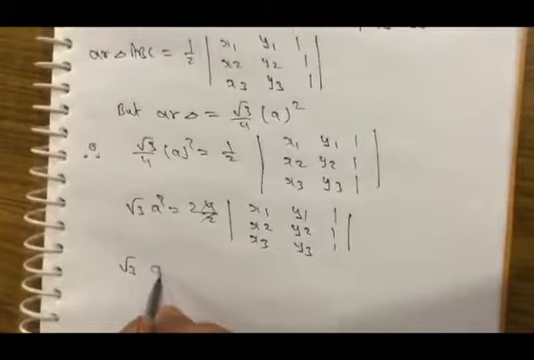 ar △ ABC = 1/2 | x1 y1 1 |
| x2 y2 1 |
| x3 y3 1 |
But ar △ = √3/4 (a)²
∴ √3/4 (a)² = 1/2 | x1 y1 1 |
| x2 y2 1 |
| x3 y3 1 |
√3 a² = 2 4/2 | x1 y1 1 |
| x2 y2 1 |
| x3 y3 1 |
√3 a